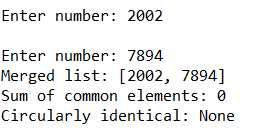 Enter number: 2002
Enter number: 7894
Merged list: [2002, 7894]
Sum of common elements: 0
Circularly identical: None